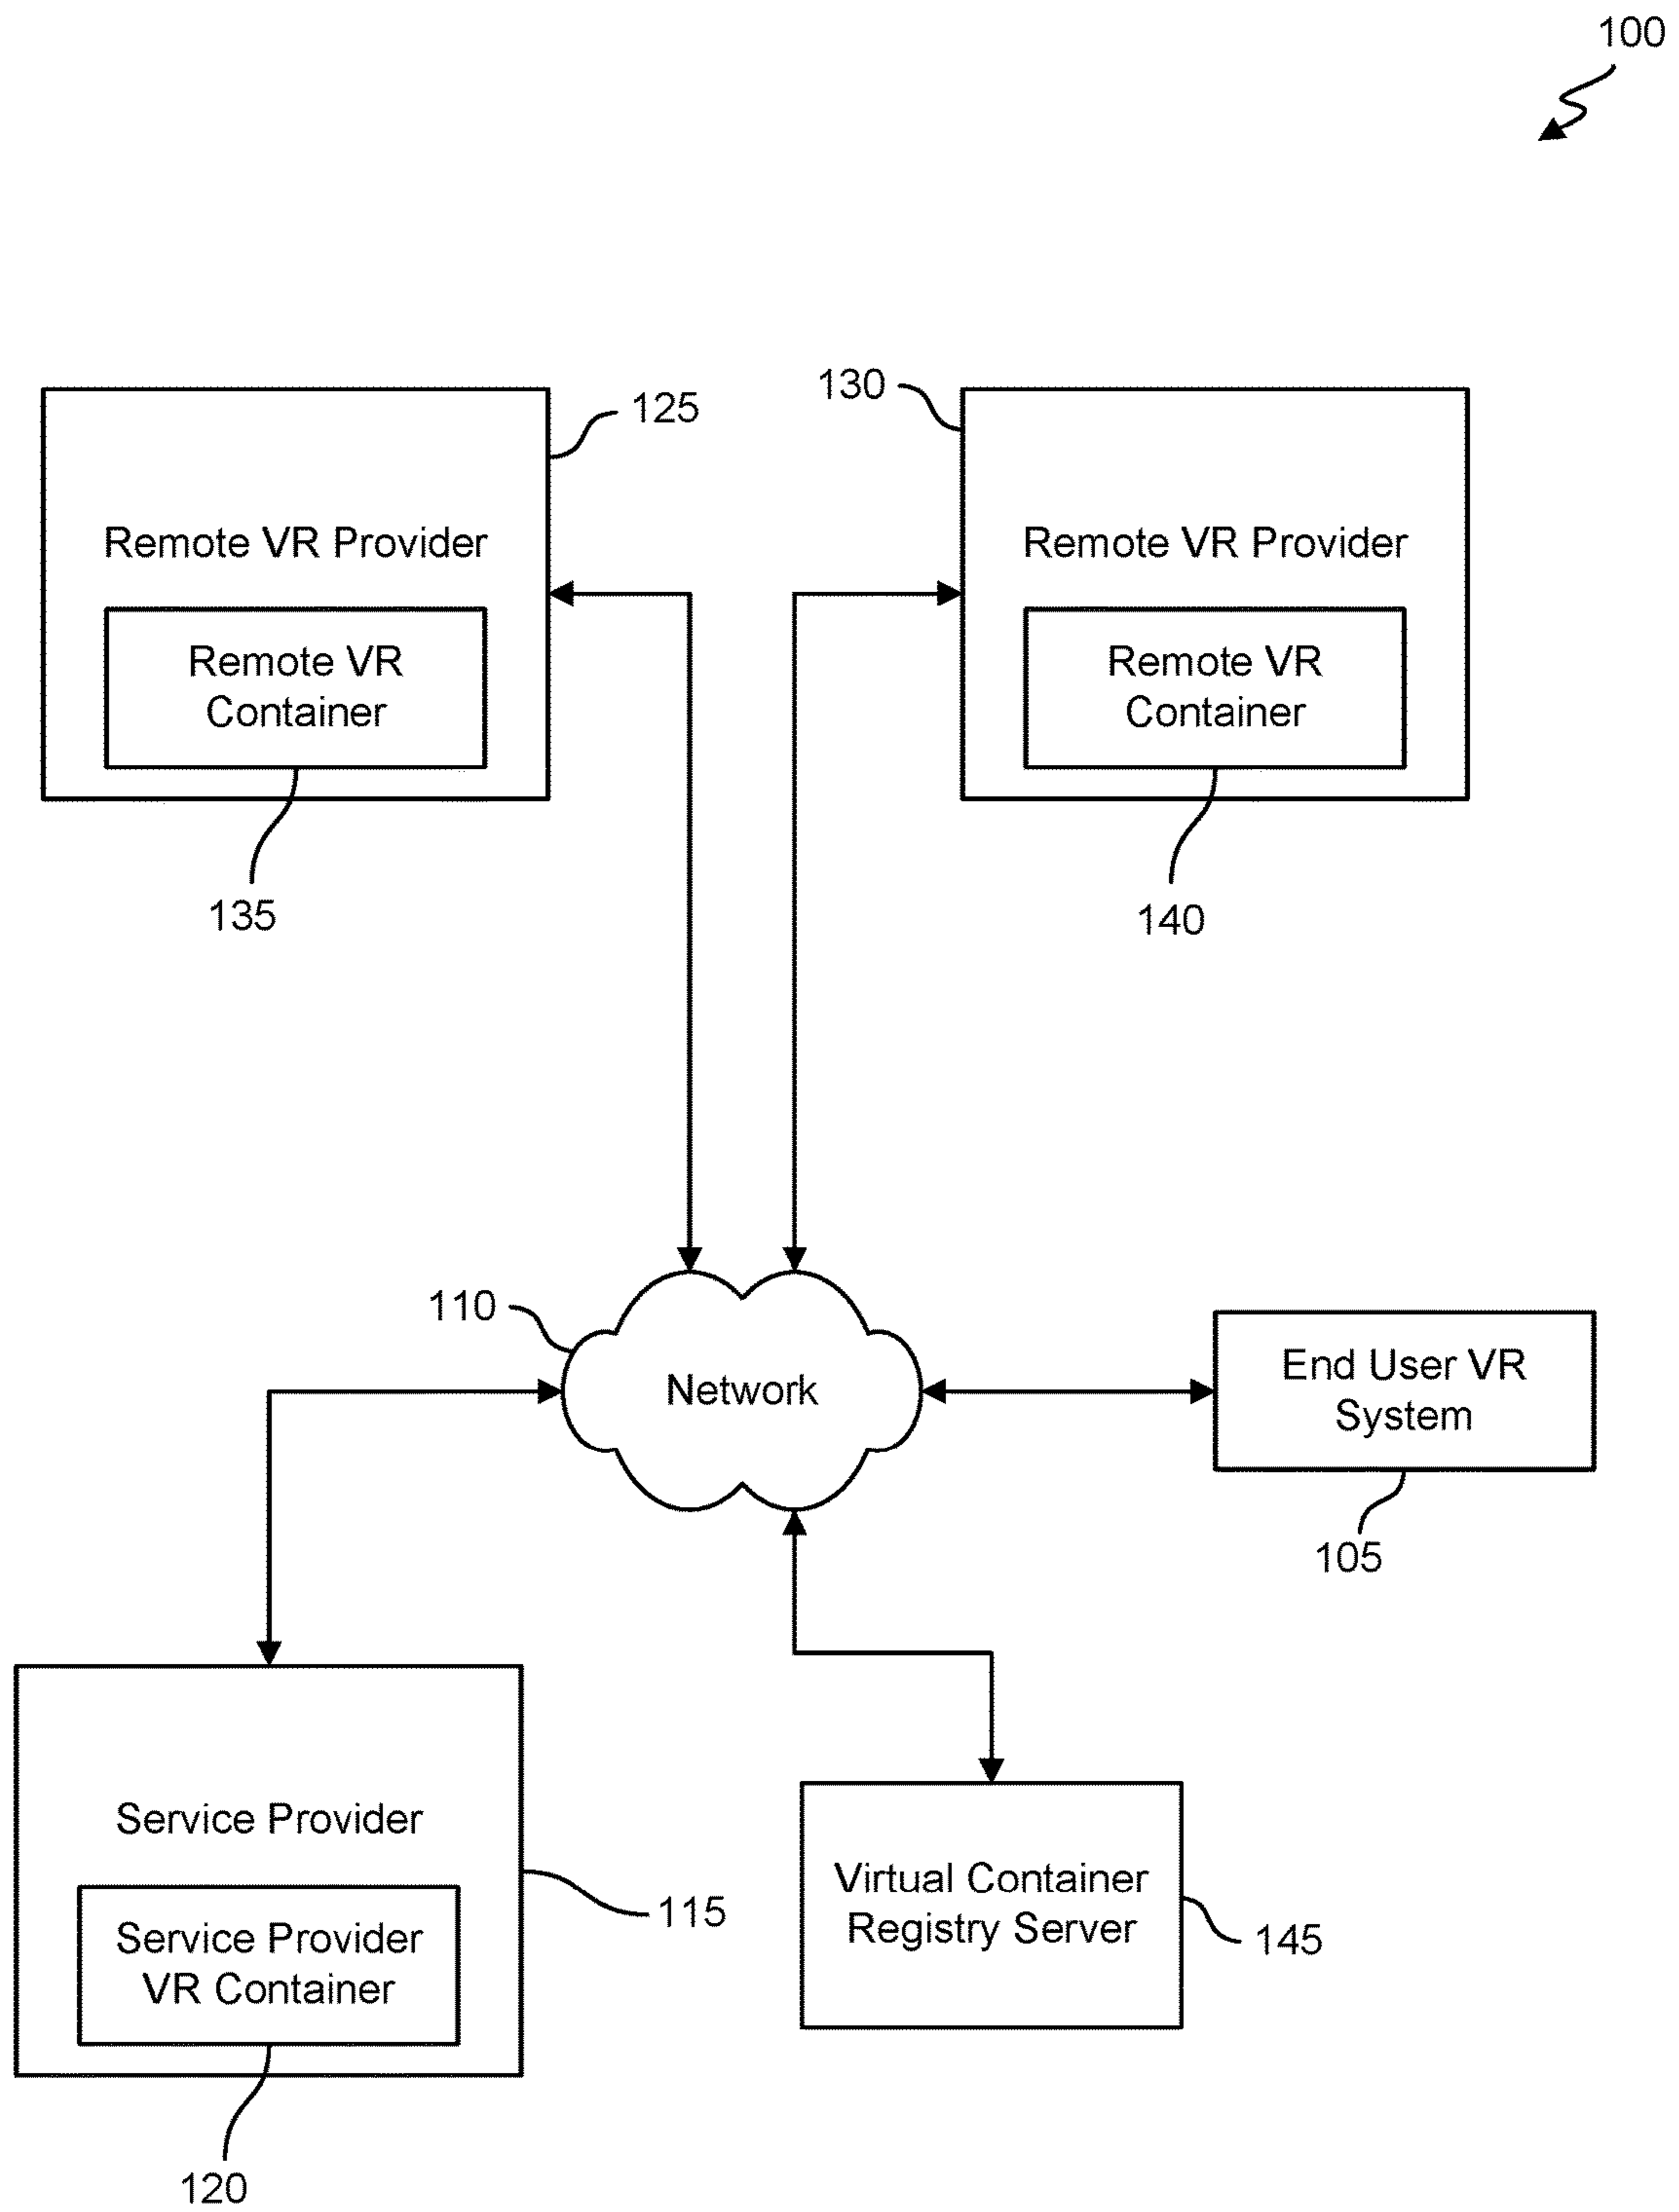 100
125
130
Remote VR Provider
Remote VR
Container
135
Remote VR Provider
Remote VR
Container
140
110
Network
End User VR
System
105
Service Provider
Service Provider
VR Container
115
120
Virtual Container
Registry Server
145